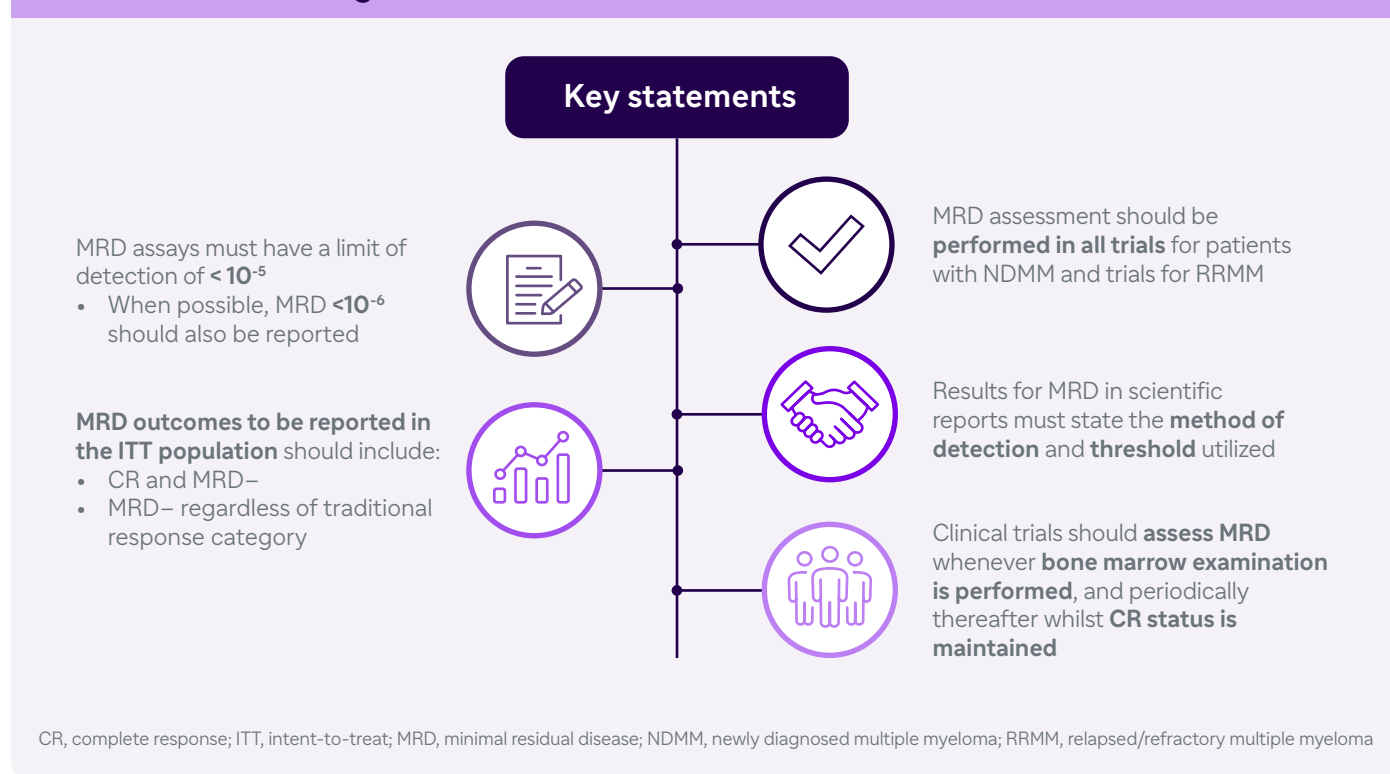 Key statements
MRD assessment should be
performed in all trials for patients
with NDMM and trials for RRMM
MRD assays must have a limit of
detection of < 10⁻⁵
• When possible, MRD <10⁻⁶
should also be reported
Results for MRD in scientific
reports must state the method of
detection and threshold utilized
MRD outcomes to be reported in
the ITT population should include:
• CR and MRD−
• MRD− regardless of traditional
response category
Clinical trials should assess MRD
whenever bone marrow examination
is performed, and periodically
thereafter whilst CR status is
maintained
CR, complete response; ITT, intent-to-treat; MRD, minimal residual disease; NDMM, newly diagnosed multiple myeloma; RRMM, relapsed/refractory multiple myeloma